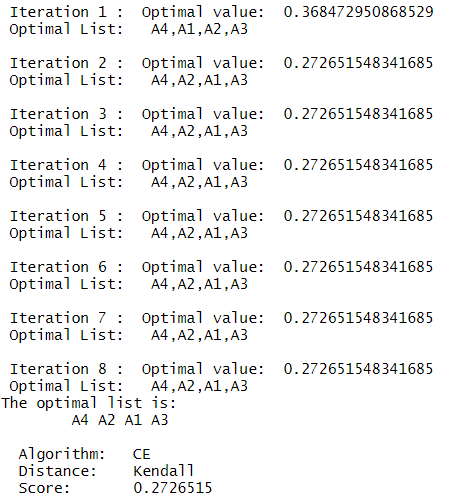 Iteration 1 :  Optimal value:  0.368472950868529
Optimal List:   A4,A1,A2,A3
Iteration 2 :  Optimal value:  0.272651548341685
Optimal List:   A4,A2,A1,A3
Iteration 3 :  Optimal value:  0.272651548341685
Optimal List:   A4,A2,A1,A3
Iteration 4 :  Optimal value:  0.272651548341685
Optimal List:   A4,A2,A1,A3
Iteration 5 :  Optimal value:  0.272651548341685
Optimal List:   A4,A2,A1,A3
Iteration 6 :  Optimal value:  0.272651548341685
Optimal List:   A4,A2,A1,A3
Iteration 7 :  Optimal value:  0.272651548341685
Optimal List:   A4,A2,A1,A3
Iteration 8 :  Optimal value:  0.272651548341685
Optimal List:   A4,A2,A1,A3
The optimal list is:
A4 A2 A1 A3
Algorithm:   CE
Distance:    Kendall
Score:       0.2726515